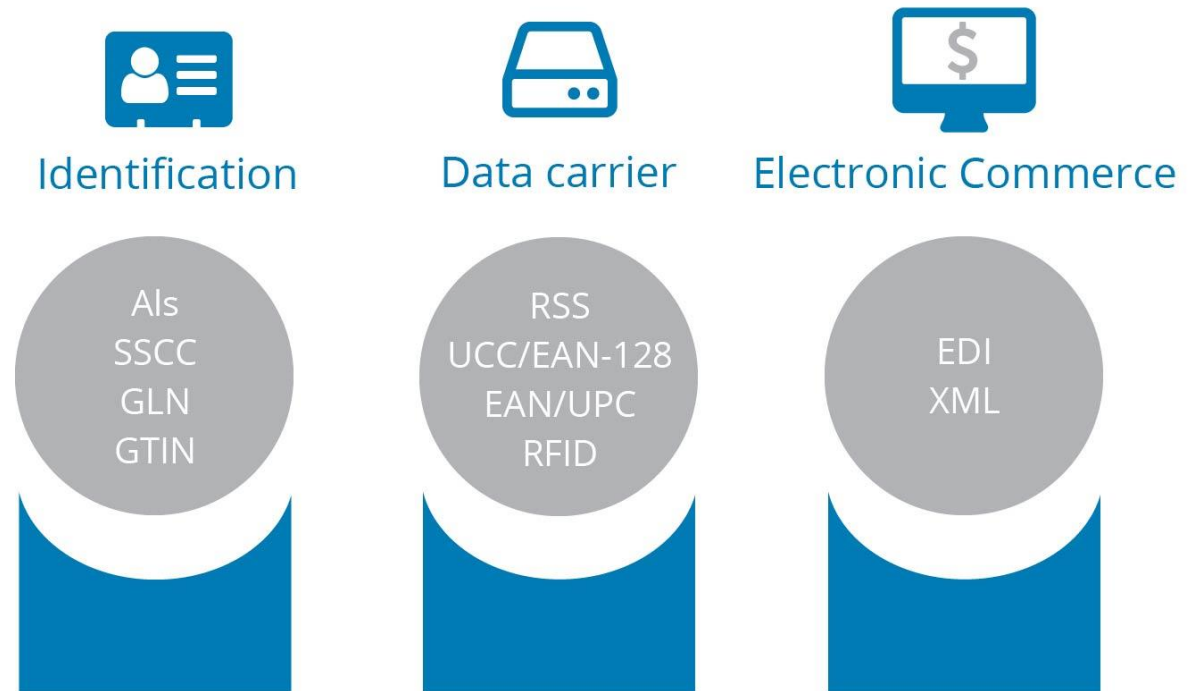 Identification
Als
SSCC
GLN
GTIN
Data carrier
RSS
UCC/EAN-128
EAN/UPC
RFID
Electronic Commerce
$
EDI
XML